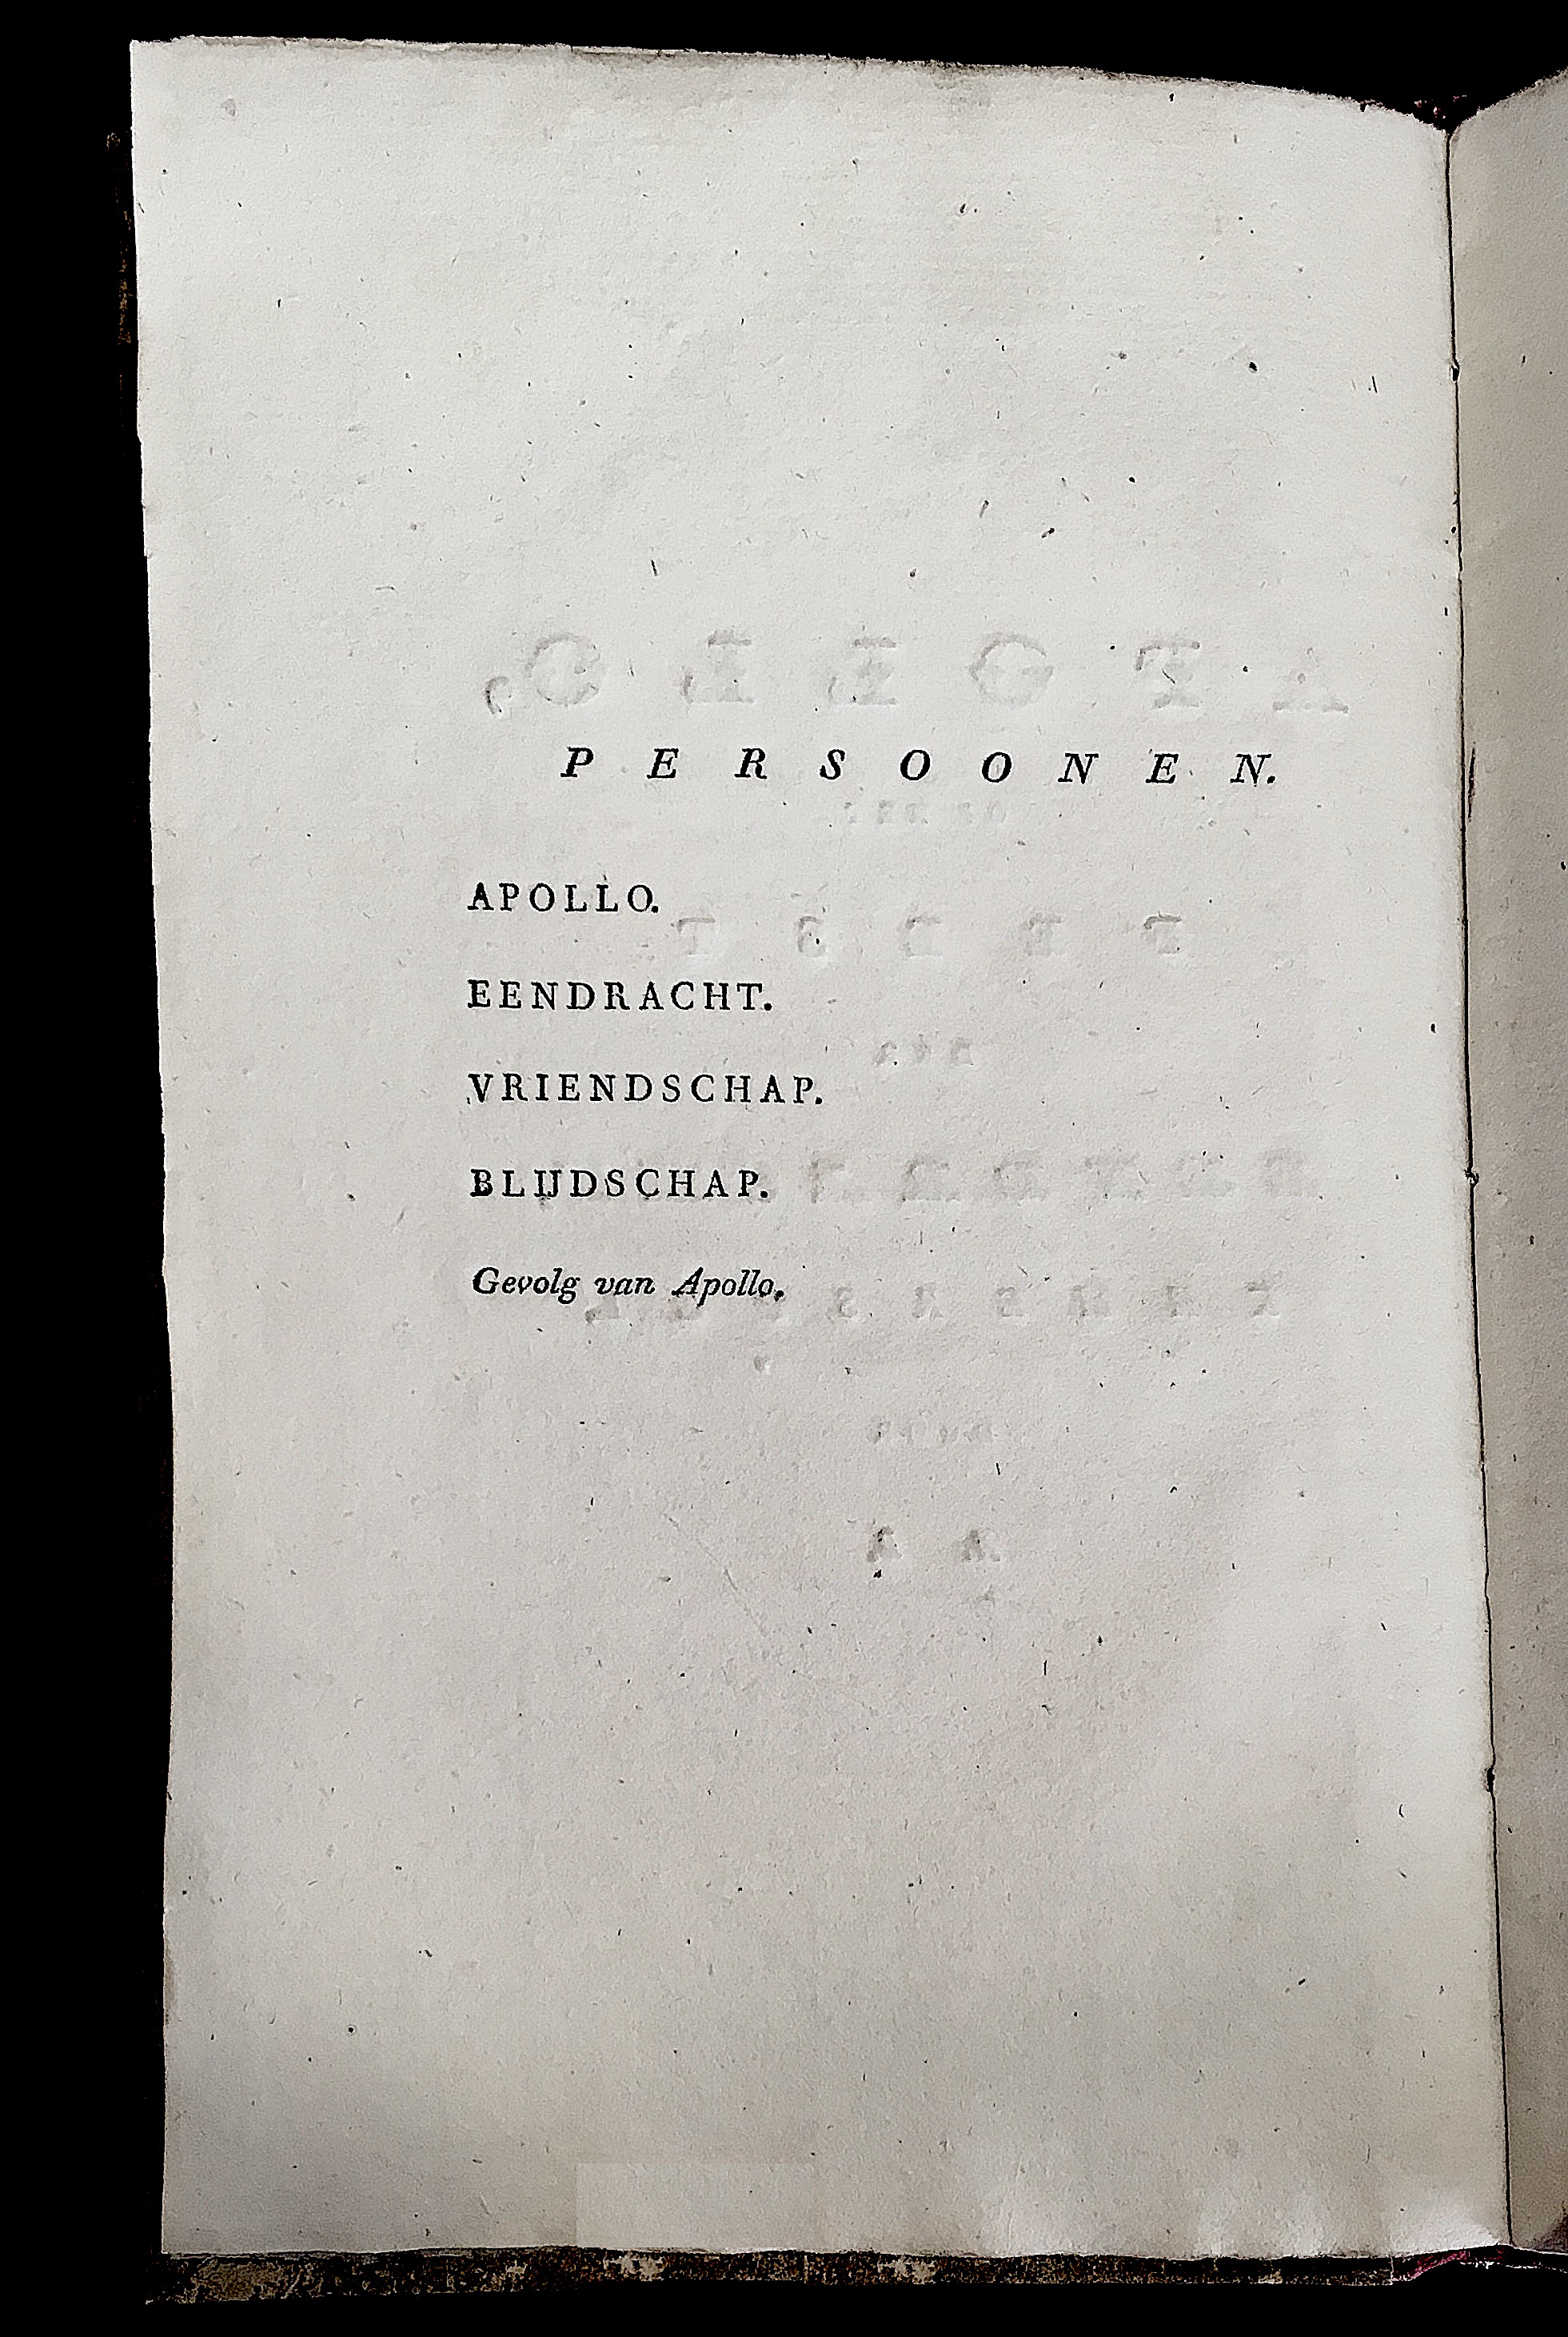 PERSOONEN.
APOLLO.
EENDRACHT.
VRIENDSCHAP.
BLIJDSCHAP.
Gevolg van Apollo.